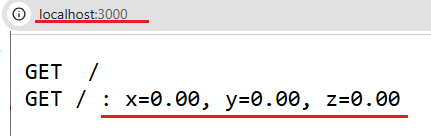 localhost:3000
GET  /
GET / : x=0.00, y=0.00, z=0.00